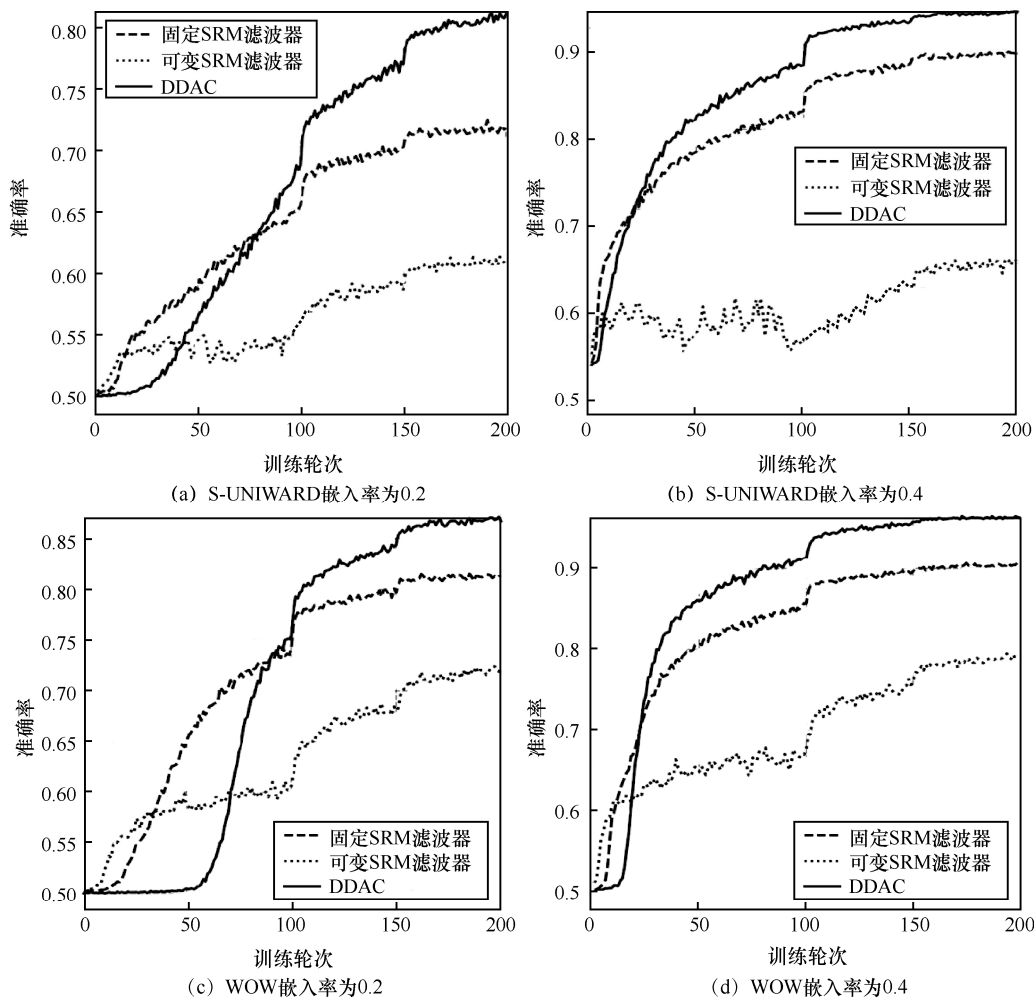 0.80
0.75
0.70
0.65
0.60
0.55
0.50
准确率
固定SRM滤波器
可变SRM滤波器
DDAC
0 50 100 150 200
训练轮次
(a) S-UNIWARD嵌入率为0.2
0.9
0.8
0.7
0.6
0.5
准确率
固定SRM滤波器
可变SRM滤波器
DDAC
0 50 100 150 200
训练轮次
(b) S-UNIWARD嵌入率为0.4
0.85
0.80
0.75
0.70
0.65
0.60
0.55
0.50
准确率
固定SRM滤波器
可变SRM滤波器
DDAC
0 50 100 150 200
训练轮次
(c) WOW嵌入率为0.2
0.9
0.8
0.7
0.6
0.5
准确率
固定SRM滤波器
可变SRM滤波器
DDAC
0 50 100 150 200
训练轮次
(d) WOW嵌入率为0.4